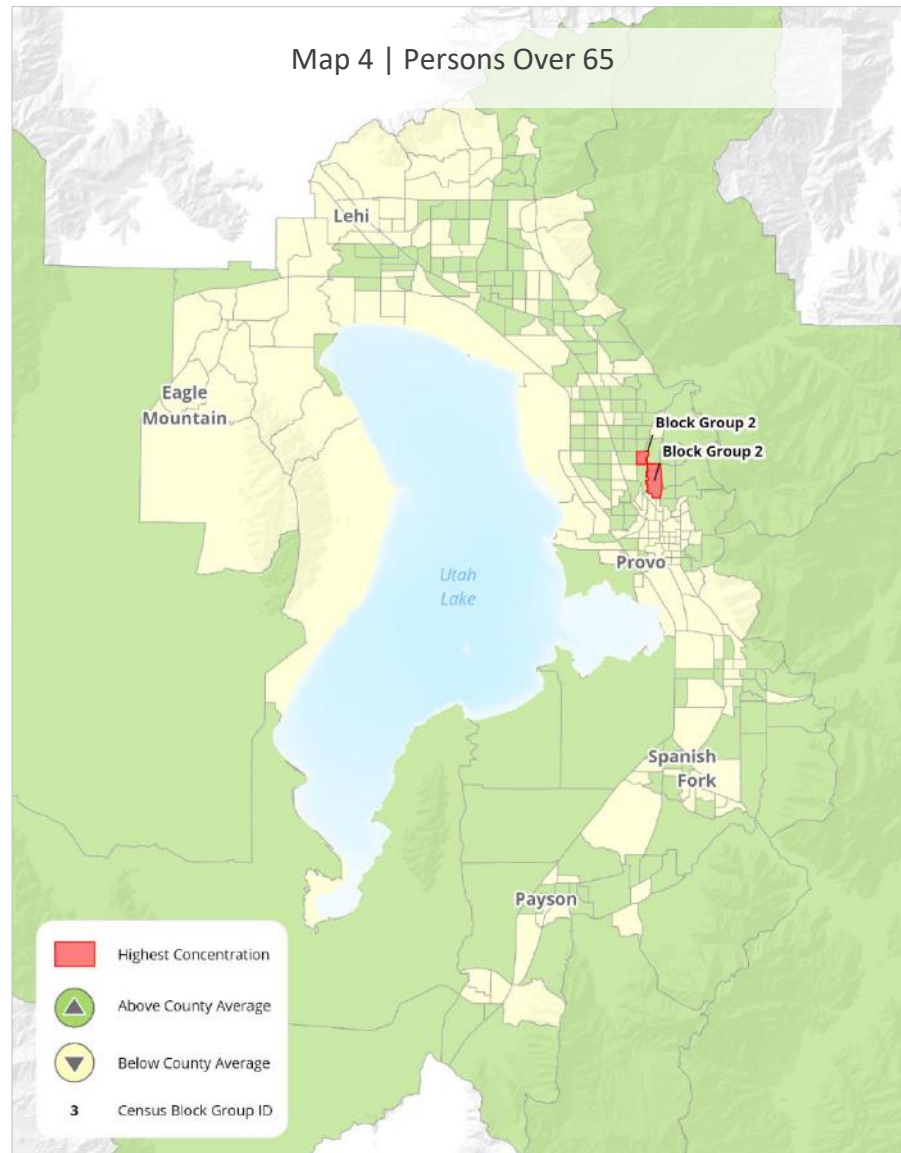 Map 4 | Persons Over 65
Lehi
Eagle
Mountain
Block Group 2
Block Group 2
Provo
Utah
Lake
Spanish
Fork
Payson
Highest Concentration
Above County Average
Below County Average
3 Census Block Group ID